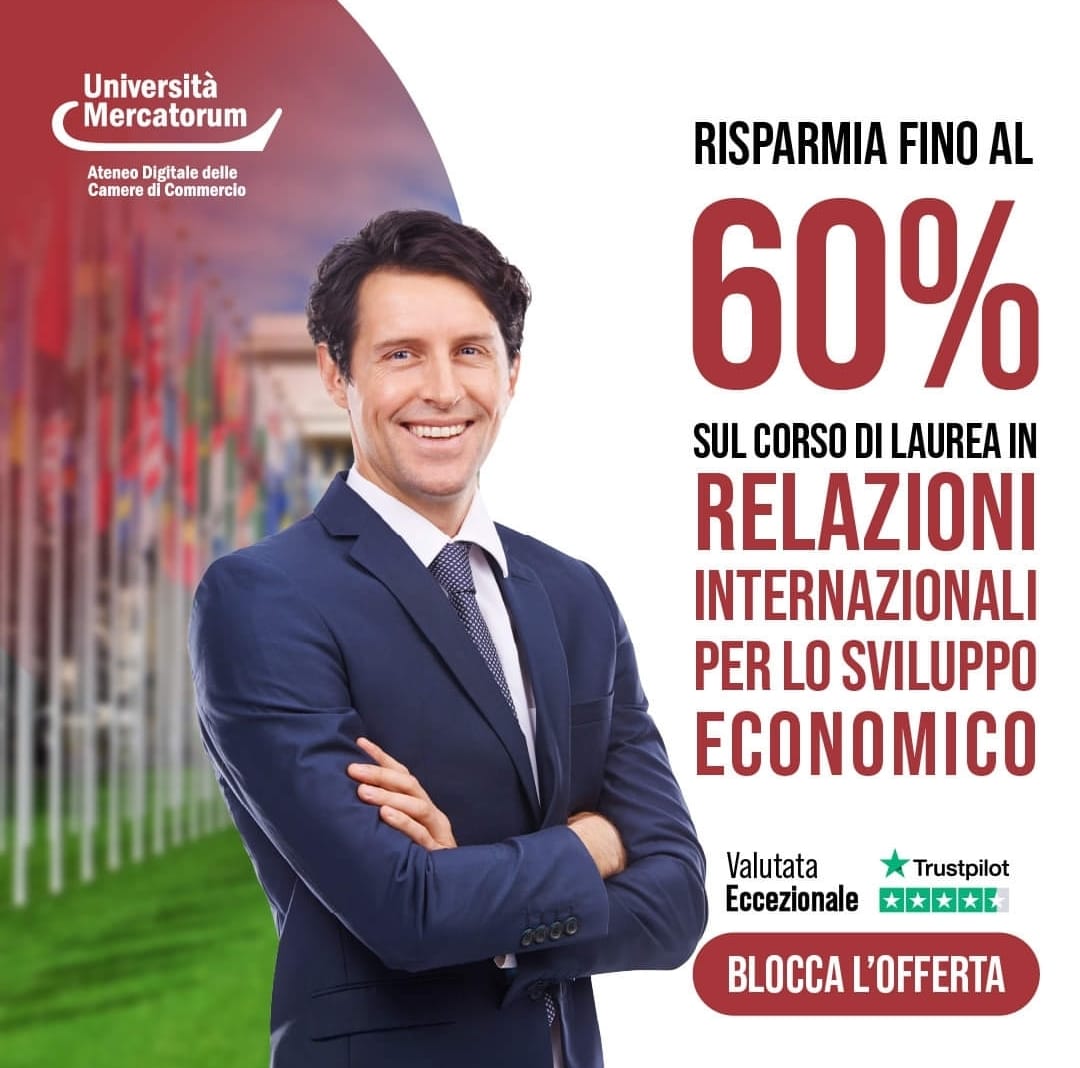 Università
Mercatorum
Ateneo Digitale delle
Camere di Commercio
RISPARMIA FINO AL
60%
SUL CORSO DI LAUREA IN
RELAZIONI
INTERNAZIONALI
PER LO SVILUPPO
ECONOMICO
Valutata
Eccezionale
Trustpilot
BLOCCA L'OFFERTA